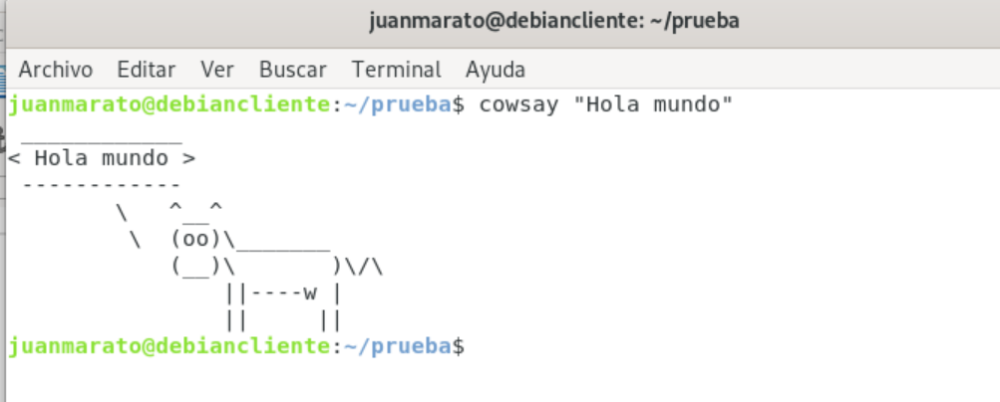 juanmarato@debiancliente: ~/prueba
Archivo Editar Ver Buscar Terminal Ayuda
juanmarato@debiancliente:~/prueba$ cowsay "Hola mundo"
 ____________
< Hola mundo >
 ------------
        \   ^__^
         \  (oo)\_______
            (__)\       )\/\
                ||----w |
                ||     ||
juanmarato@debiancliente:~/prueba$